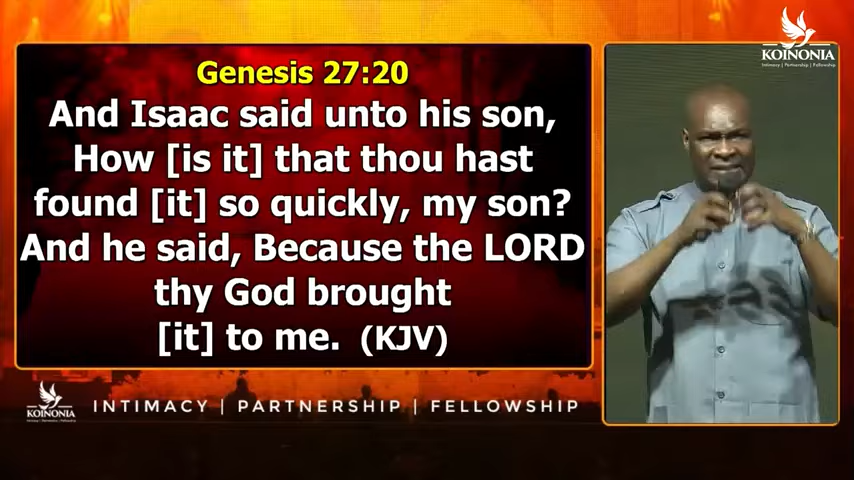 Genesis 27:20
And Isaac said unto his son,
How [is it] that thou hast
found [it] so quickly, my son?
And he said, Because the LORD
thy God brought
[it] to me. (KJV)
KOINONIA
Intimacy | Partnership | Fellowship
KOINONIA
INTIMACY | PARTNERSHIP | FELLOWSHIP